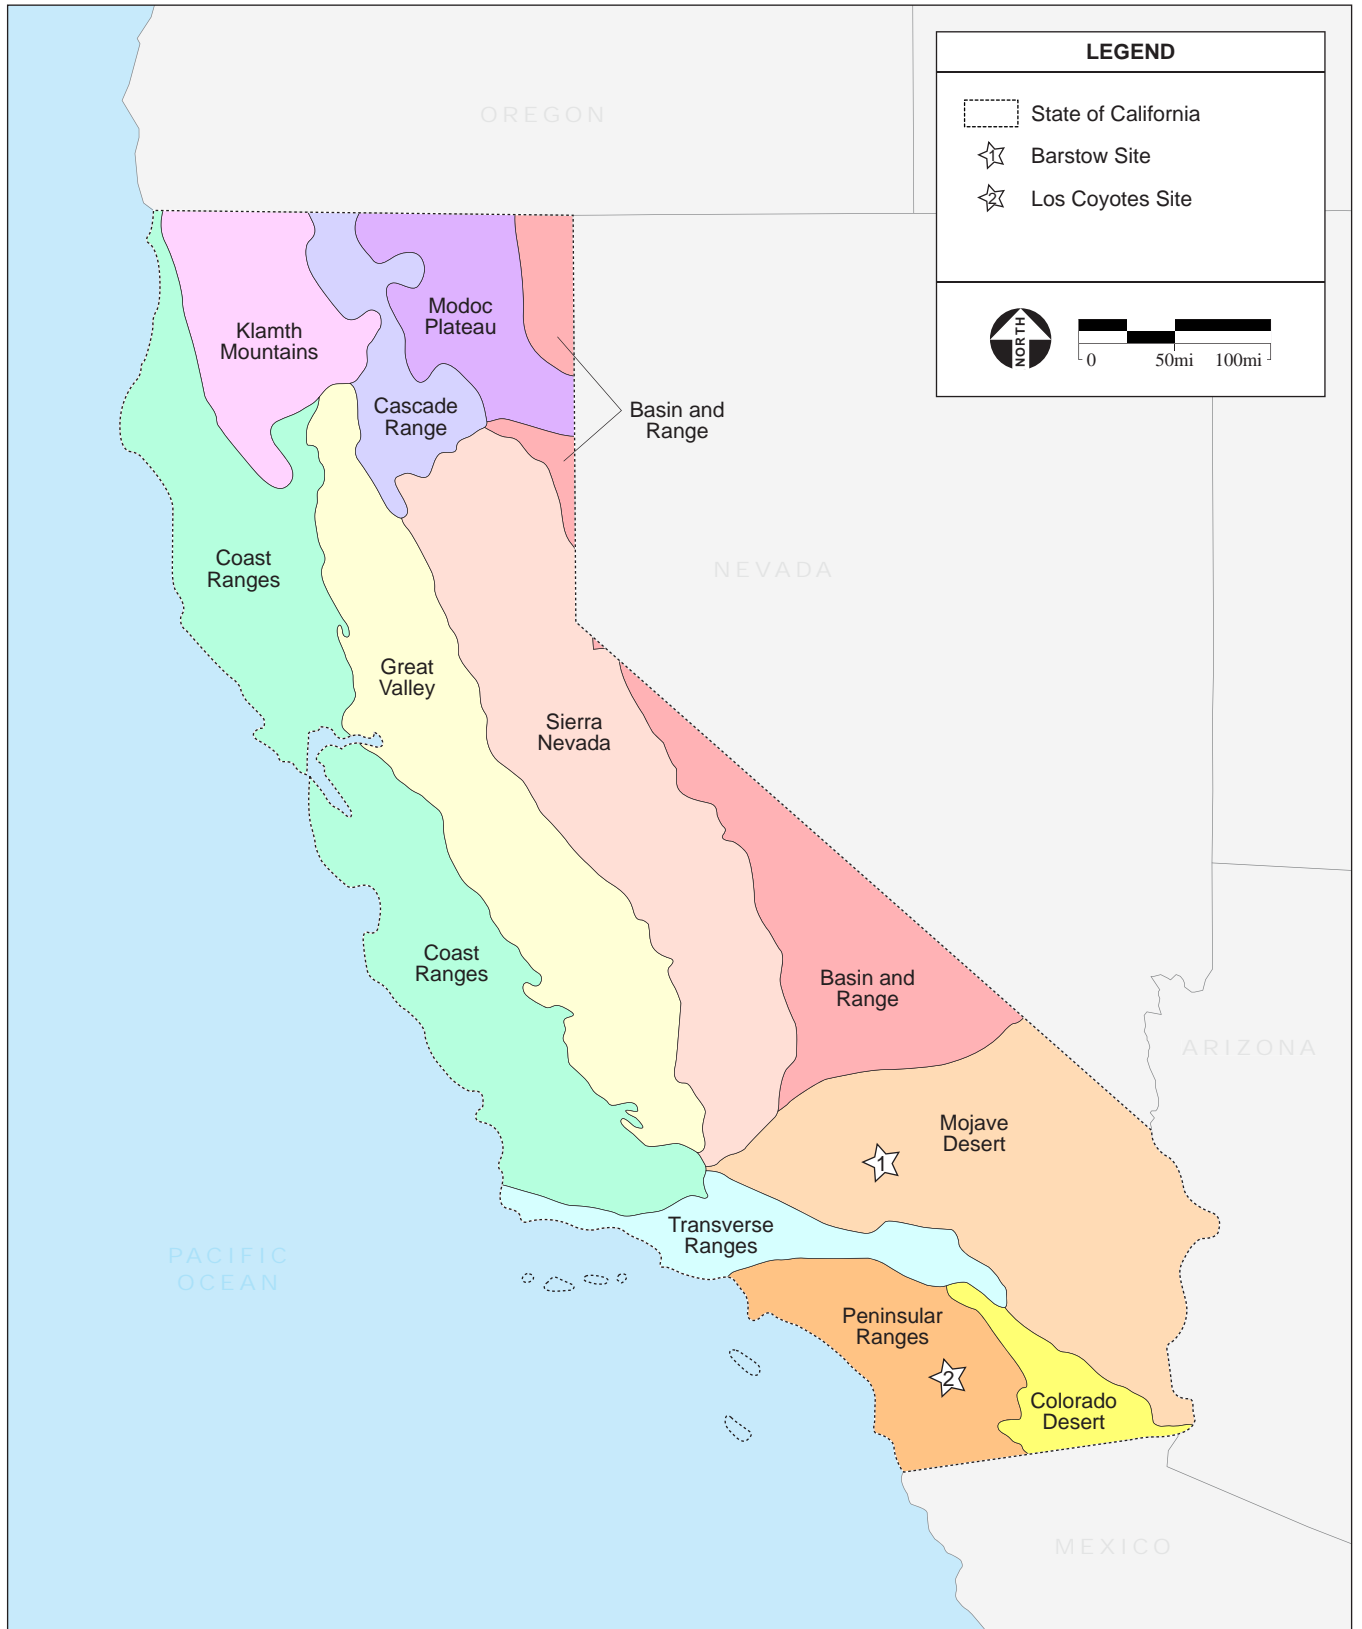 LEGEND
State of California
1
Barstow Site
2
Los Coyotes Site
NORTH
0 50mi 100mi
OREGON
Klamth
Mountains
Modoc
Plateau
Cascade
Range
Basin and
Range
Coast
Ranges
NEVADA
Great
Valley
Sierra
Nevada
Coast
Ranges
Basin and
Range
ARIZONA
Mojave
Desert
1
Transverse
Ranges
PACIFIC
OCEAN
Peninsular
Ranges
2
Colorado
Desert
MEXICO